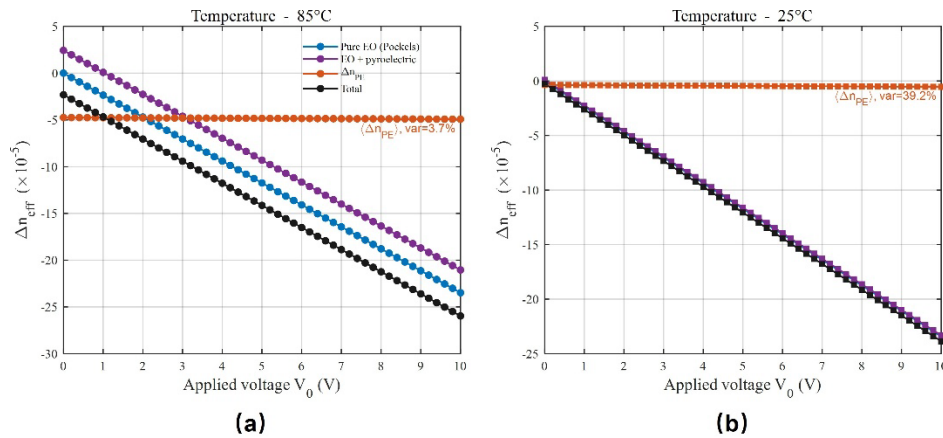 Temperature - 85°C
5
0
-5
-10
-15
-20
-25
-30
Δn_eff (×10^-5)
Pure EO (Pockels)
EO + pyroelectric
Δn_PE
Total
⟨Δn_PE⟩, var=3.7%
0 1 2 3 4 5 6 7 8 9 10
Applied voltage V_0 (V)
(a)
Temperature - 25°C
5
0
-5
-10
-15
-20
-25
Δn_eff (×10^-5)
⟨Δn_PE⟩, var=39.2%
0 1 2 3 4 5 6 7 8 9 10
Applied voltage V_0 (V)
(b)